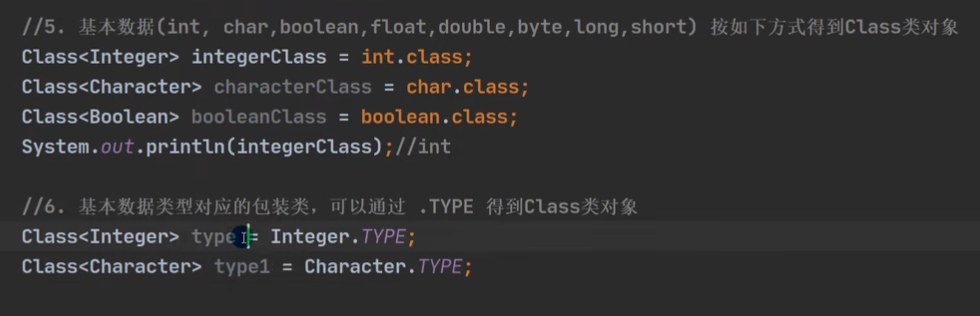 //5. 基本数据(int, char,boolean,float,double,byte,long,short) 按如下方式得到Class类对象
Class<Integer> integerClass = int.class;
Class<Character> characterClass = char.class;
Class<Boolean> booleanClass = boolean.class;
System.out.println(integerClass);//int
//6. 基本数据类型对应的包装类，可以通过 .TYPE 得到Class类对象
Class<Integer> type = Integer.TYPE;
Class<Character> type1 = Character.TYPE;